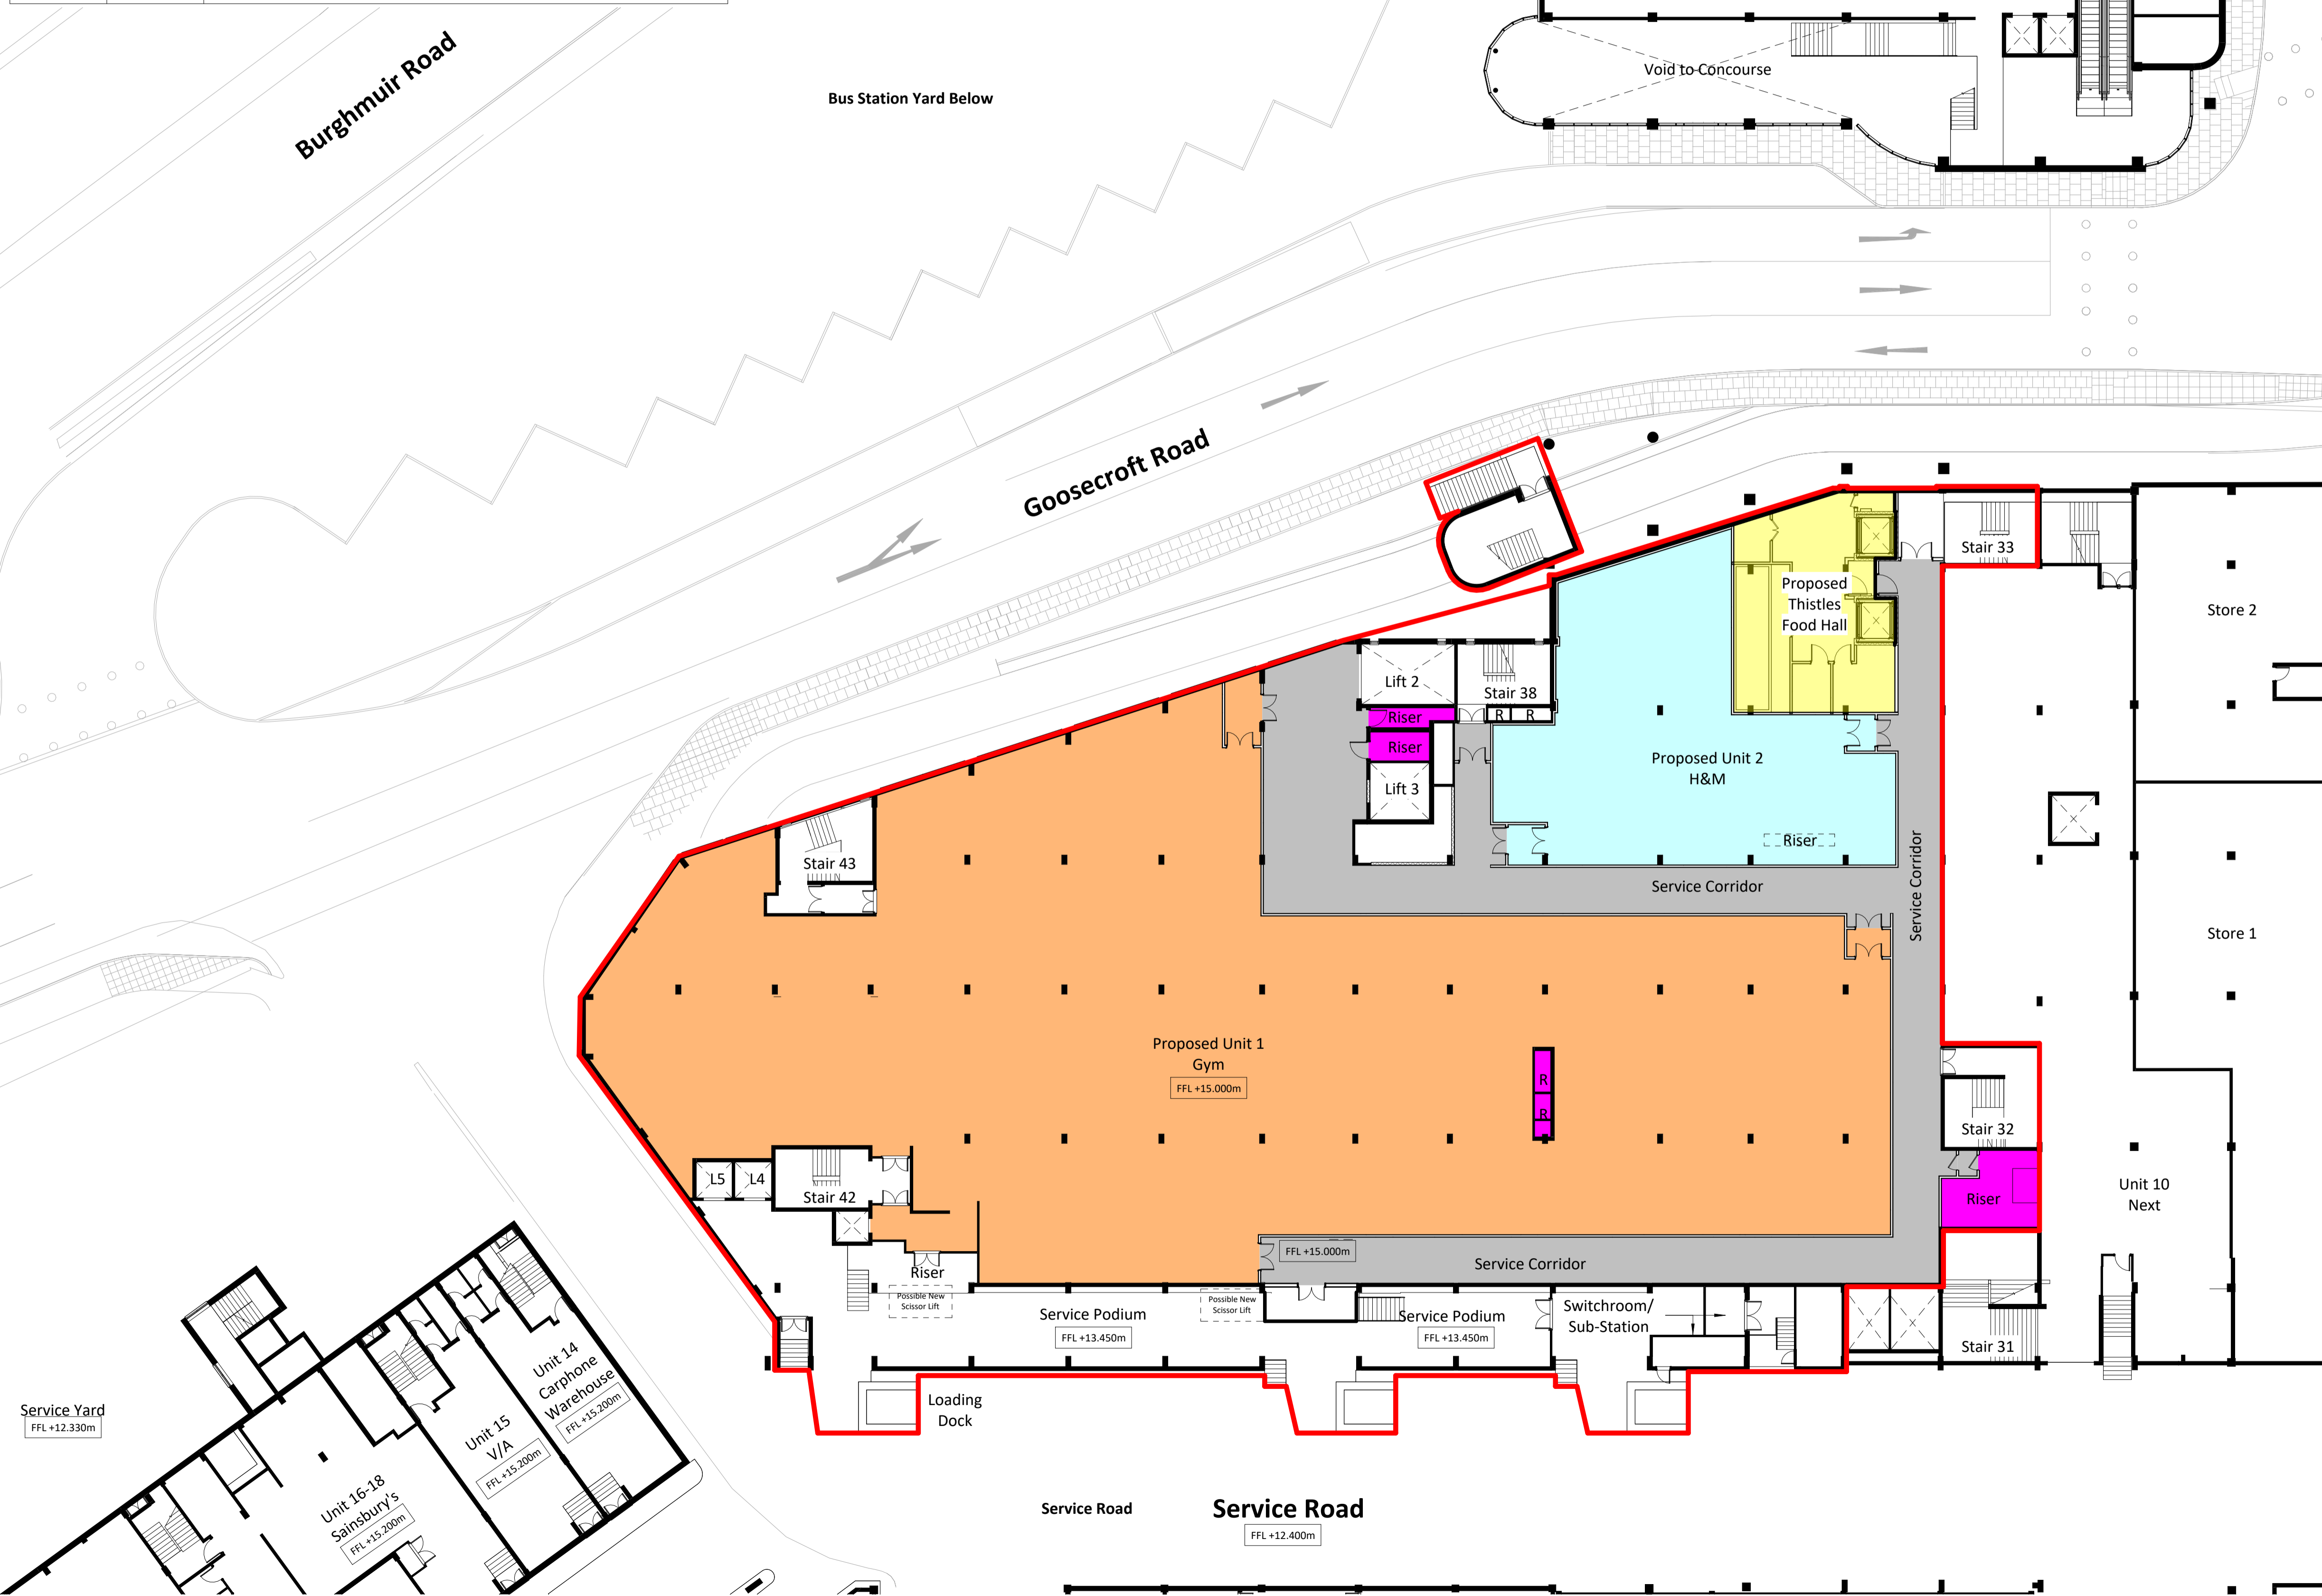 Burghmuir Road
Bus Station Yard Below
Void to Concourse
Goosecroft Road
Stair 33
Proposed
Thistles
Food Hall
Store 2
Lift 2
Stair 38
Riser
R
R
Riser
Lift 3
Proposed Unit 2
H&M
Riser
Stair 43
Service Corridor
Service Corridor
Store 1
Proposed Unit 1
Gym
FFL +15.000m
R
R
Stair 32
L5
L4
Stair 42
Riser
Unit 10
Next
FFL +15.000m
Service Corridor
Riser
Possible New
Scissor Lift
Possible New
Scissor Lift
Service Podium
FFL +13.450m
Service Podium
FFL +13.450m
Switchroom/
Sub-Station
Stair 31
Loading
Dock
Unit 14
Carphone
Warehouse
FFL +15.200m
Unit 15
V/A
FFL +15.200m
Unit 16-18
Sainsbury's
FFL +15.200m
Service Yard
FFL +12.330m
Service Road
Service Road
FFL +12.400m